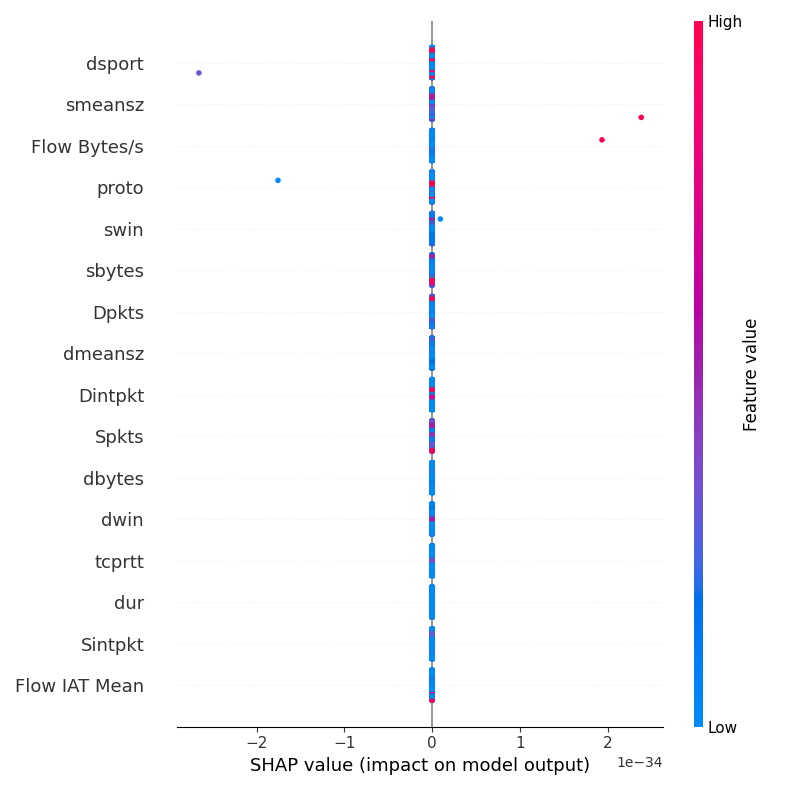 High
dsport
smeansz
Flow Bytes/s
proto
swin
sbytes
Dpkts
dmeansz
Dintpkt
Spkts
dbytes
dwin
tcprtt
dur
Sintpkt
Flow IAT Mean
Feature value
Low
−2 −1 0 1 2
1e−34
SHAP value (impact on model output)